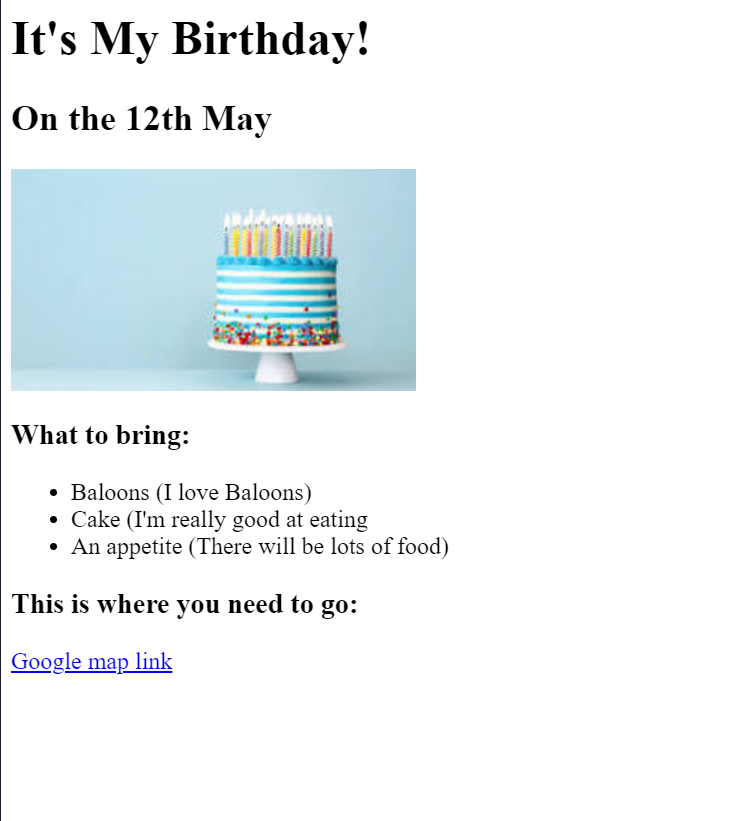 It's My Birthday!
On the 12th May
What to bring:
Baloons (I love Baloons)
Cake (I'm really good at eating
An appetite (There will be lots of food)
This is where you need to go:
Google map link